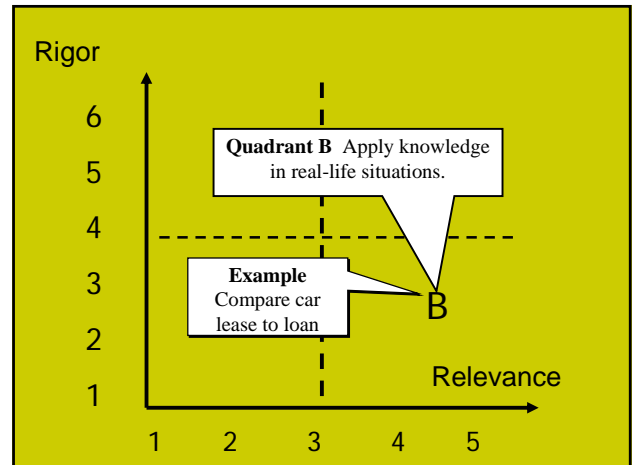 Rigor
6
Quadrant B Apply knowledge
in real-life situations.
5
4
Example
Compare car
lease to loan
3
B
2
Relevance
1
1 2 3 4 5